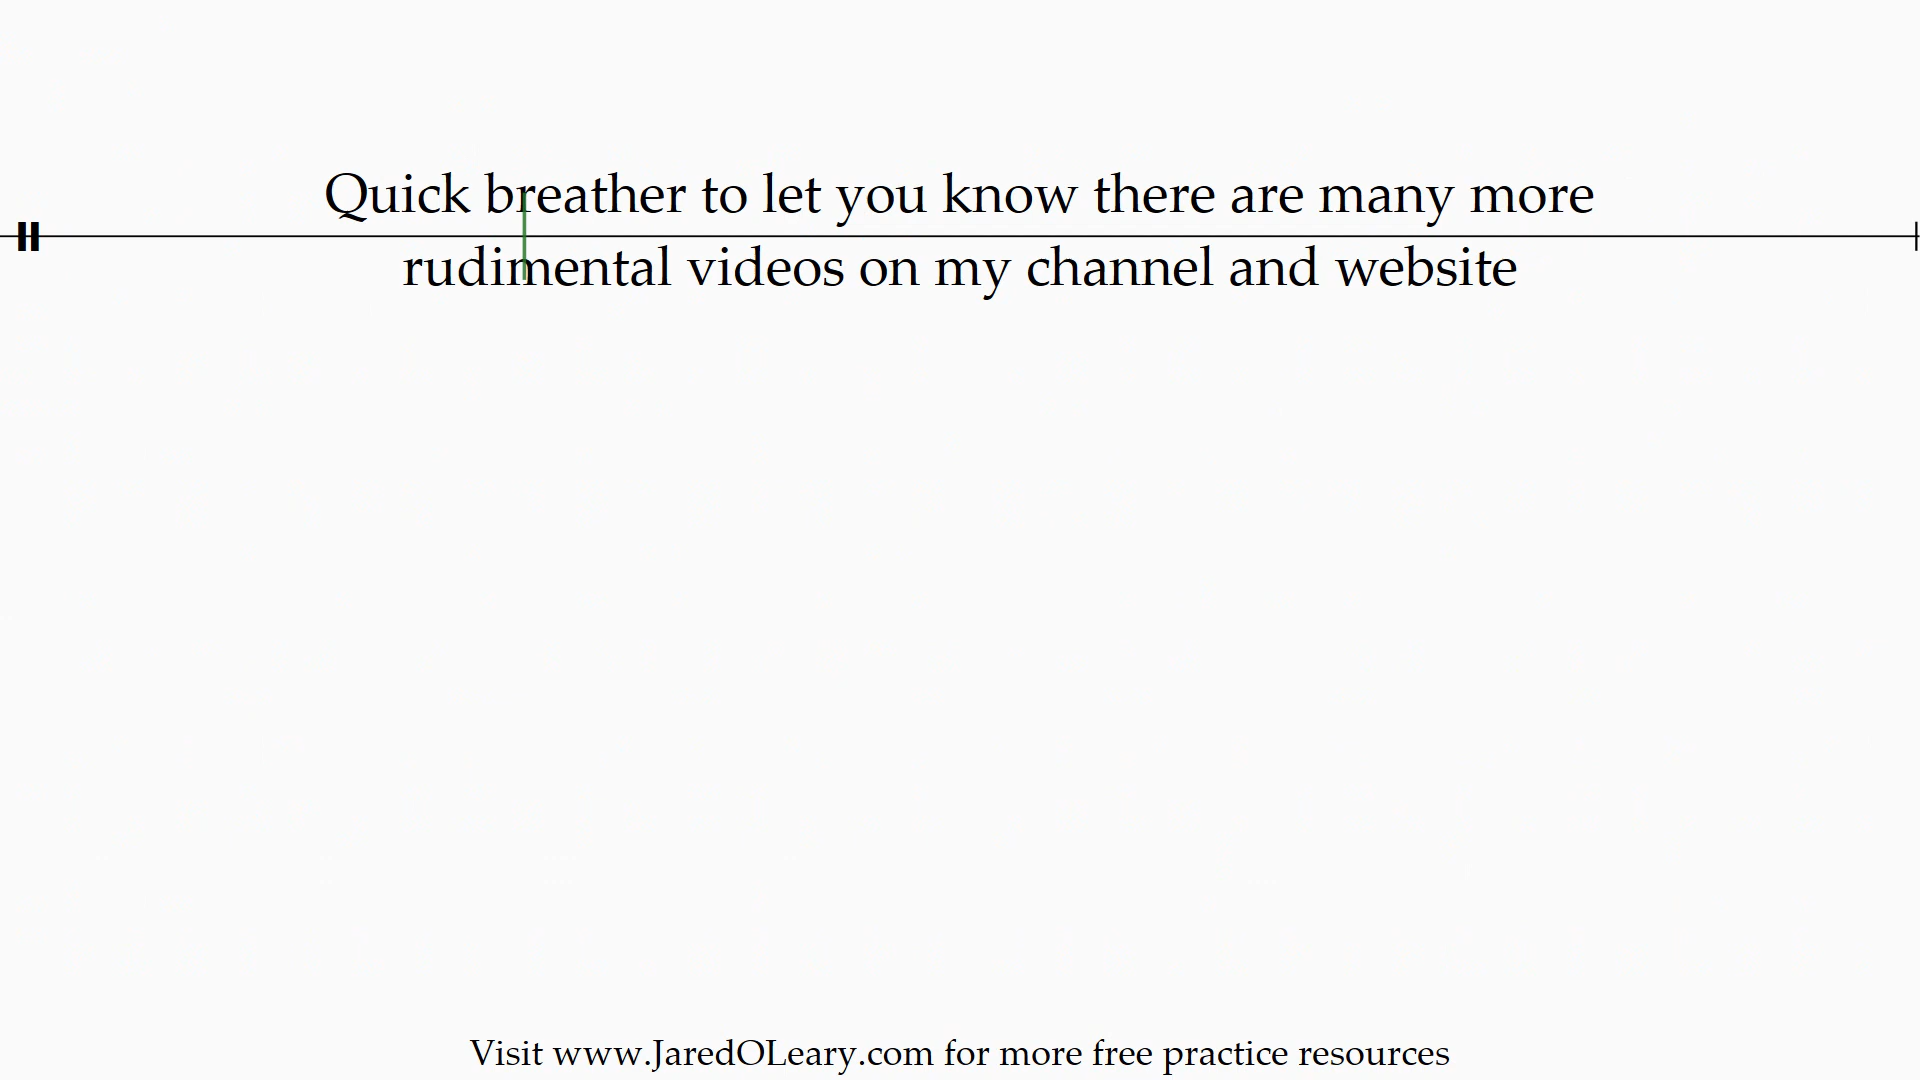 Quick breather to let you know there are many more
rudimental videos on my channel and website
Visit www.JaredOLeary.com for more free practice resources